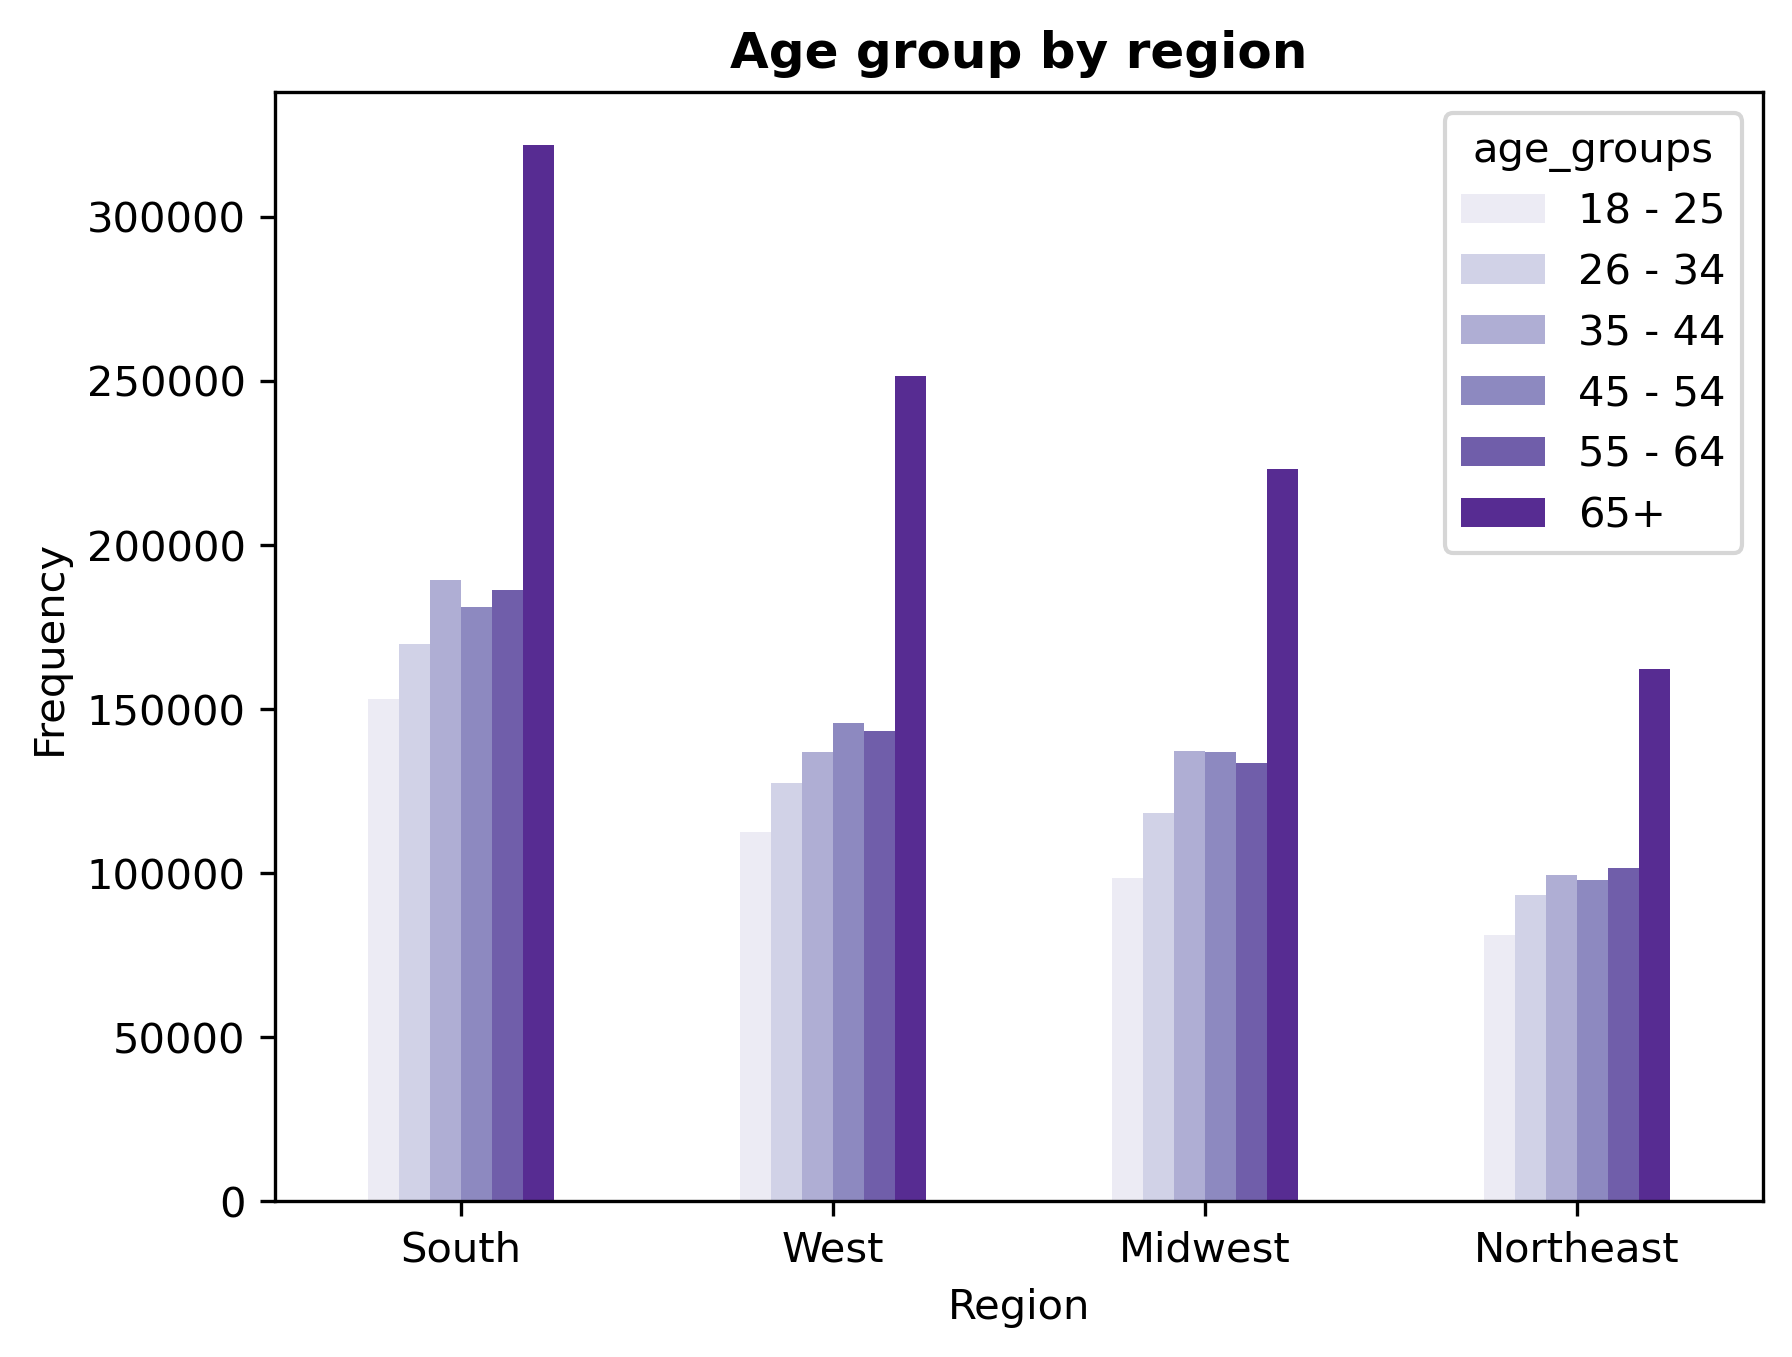 Age group by region
age_groups
18 - 25
26 - 34
35 - 44
45 - 54
55 - 64
65+
Frequency
300000
250000
200000
150000
100000
50000
0
South West Midwest Northeast
Region